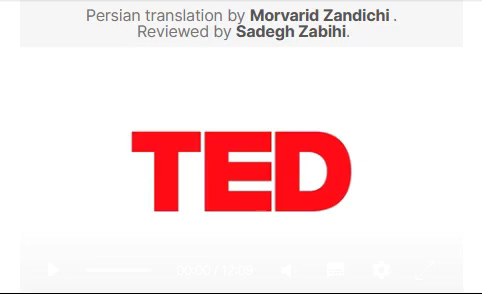 Persian translation by Morvarid Zandichi .
Reviewed by Sadegh Zabihi.
TED